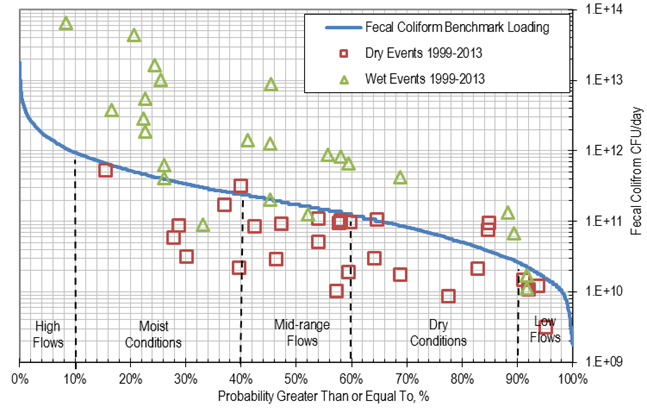 1.E+14
Fecal Coliform Benchmark Loading
Dry Events 1999-2013
Wet Events 1999-2013
1.E+13
1.E+12
1.E+11
1.E+10
1.E+09
Fecal Colifrom CFU/day
High
Flows
Moist
Conditions
Mid-range
Flows
Dry
Conditions
Low
Flows
0% 10% 20% 30% 40% 50% 60% 70% 80% 90% 100%
Probability Greater Than or Equal To, %